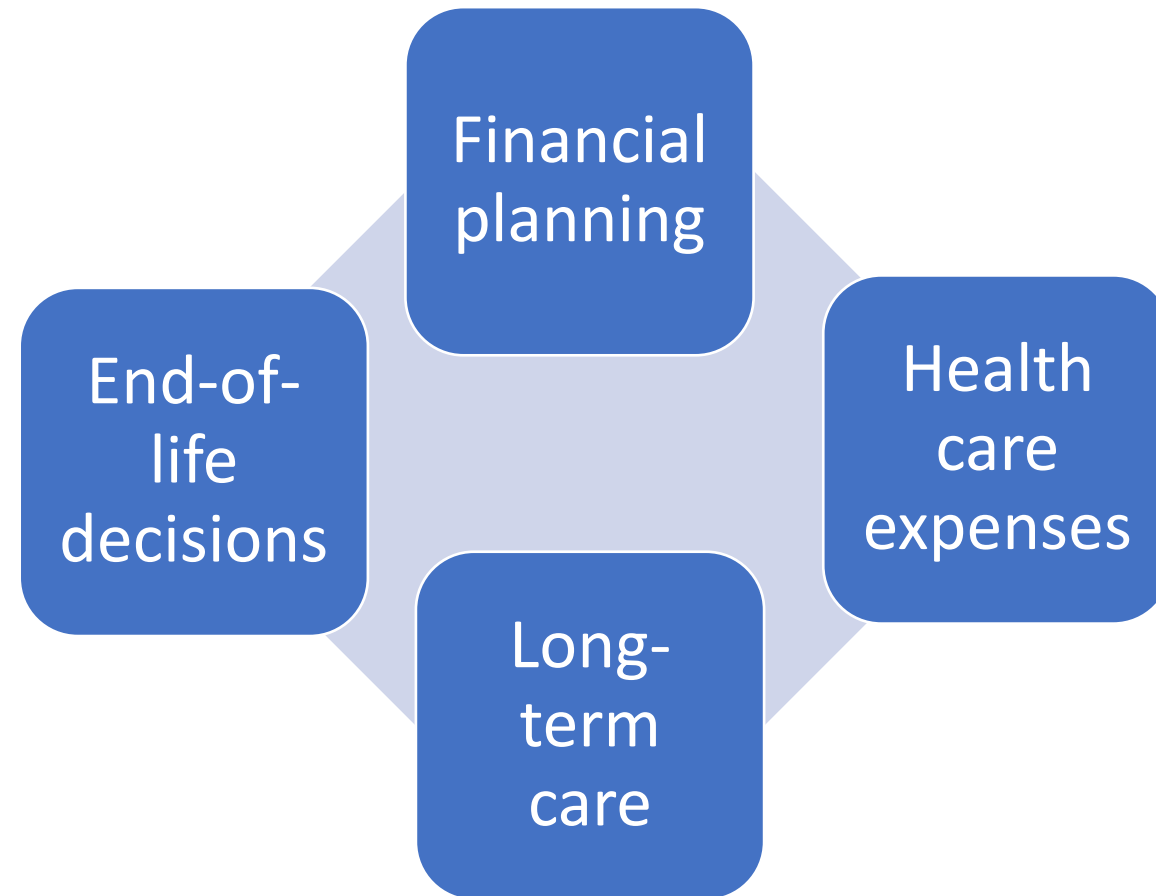 Financial
planning
Health
care
expenses
Long-
term
care
End-of-
life
decisions